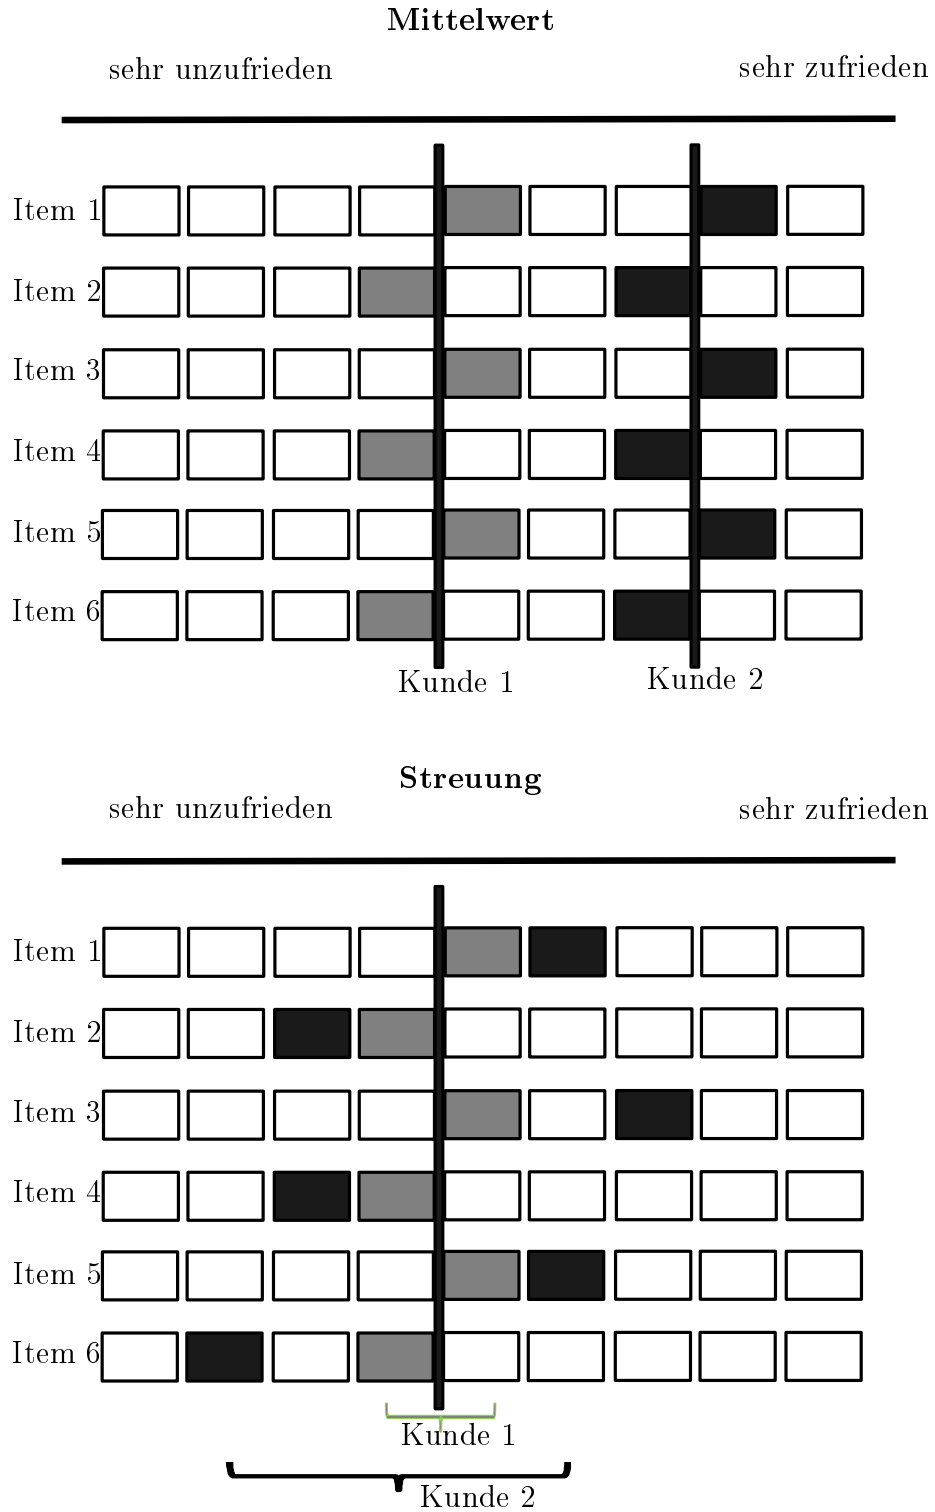 Mittelwert
sehr unzufrieden sehr zufrieden
Item 1
Item 2
Item 3
Item 4
Item 5
Item 6
Kunde 1 Kunde 2
Streuung
sehr unzufrieden sehr zufrieden
Item 1
Item 2
Item 3
Item 4
Item 5
Item 6
Kunde 1
Kunde 2